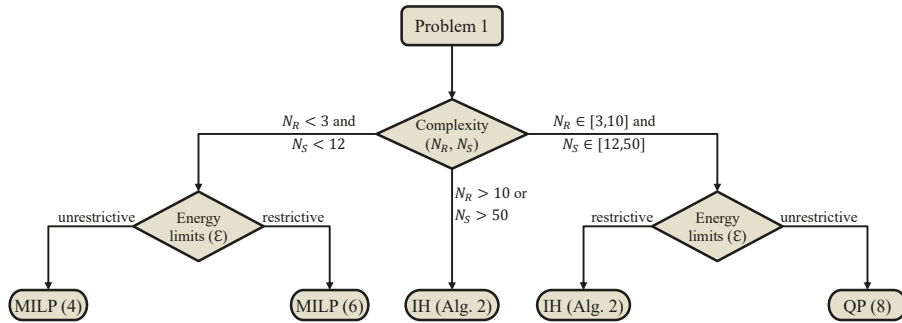 Problem 1
N_R < 3 and
N_S < 12
Complexity
(N_R, N_S)
N_R ∈ [3,10] and
N_S ∈ [12,50]
N_R > 10 or
N_S > 50
unrestrictive
Energy
limits (Ɛ)
restrictive
restrictive
Energy
limits (Ɛ)
unrestrictive
MILP (4)
MILP (6)
IH (Alg. 2)
IH (Alg. 2)
QP (8)